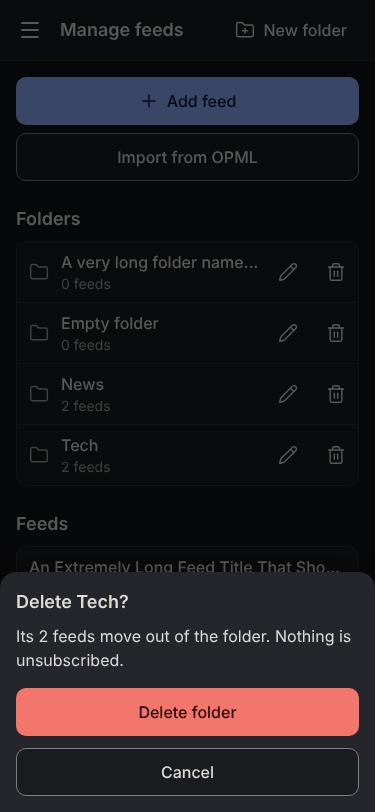 Manage feeds
New folder
Add feed
Import from OPML
Folders
A very long folder name...
0 feeds
Empty folder
0 feeds
News
2 feeds
Tech
2 feeds
Feeds
An Extremely Long Feed Title That Sho...
Delete Tech?
Its 2 feeds move out of the folder. Nothing is
unsubscribed.
Delete folder
Cancel